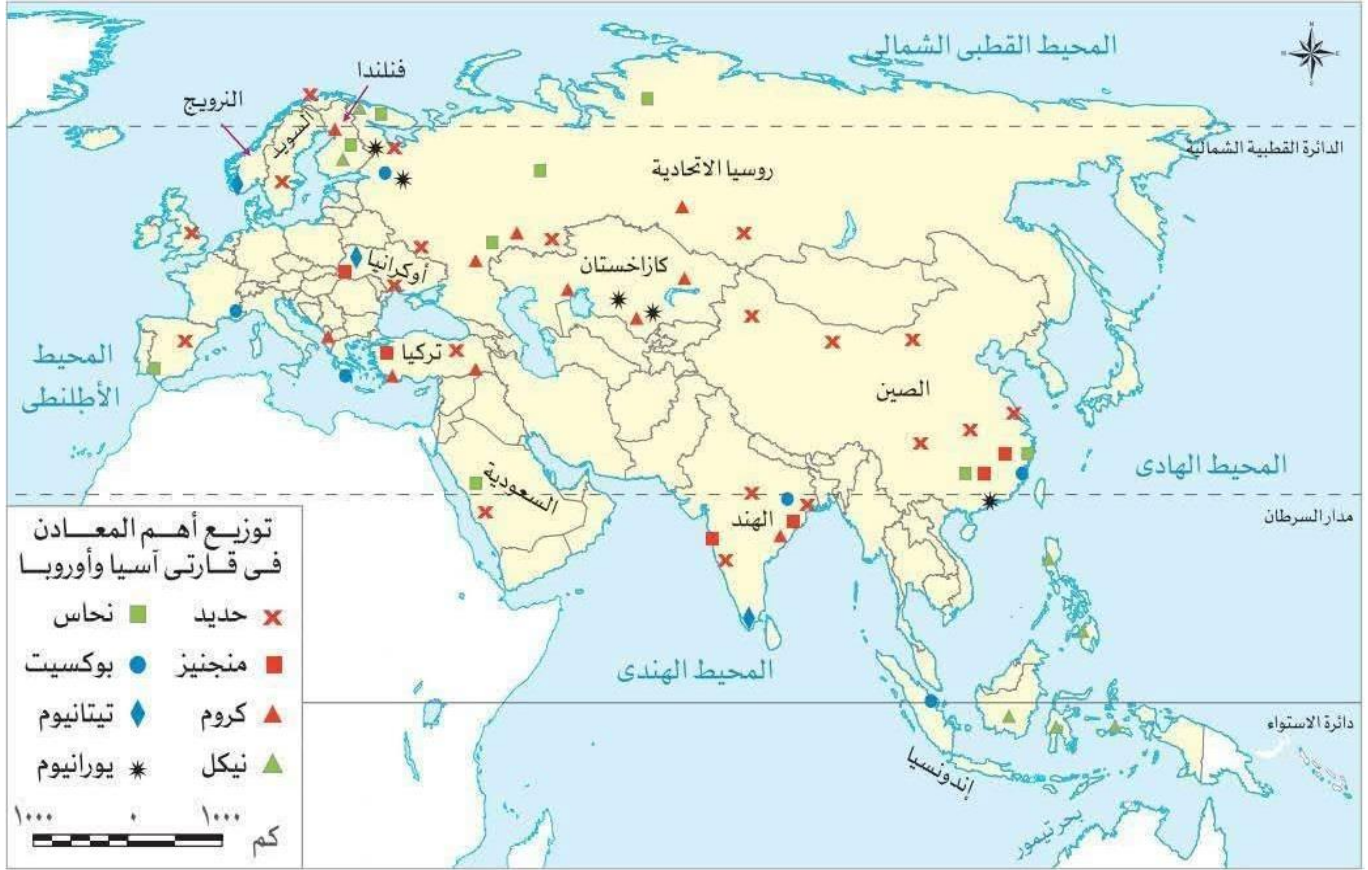 المحيط القطبى الشمالى
فنلندا
النرويج
السويد
الدائرة القطبية الشمالية
روسيا الاتحادية
أوكرانيا
كازاخستان
المحيط
الأطلنطى
تركيا
الصين
المحيط الهادى
السعودية
الهند
مدار السرطان
المحيط الهندى
دائرة الاستواء
إندونسيا
بحر تيمور
توزيع أهم المعادن
فى قارتى آسيا وأوروبا
حديد
نحاس
منجنيز
بوكسيت
كروم
تيتانيوم
نيكل
يورانيوم
١٠٠٠ ٠ ١٠٠٠
كم